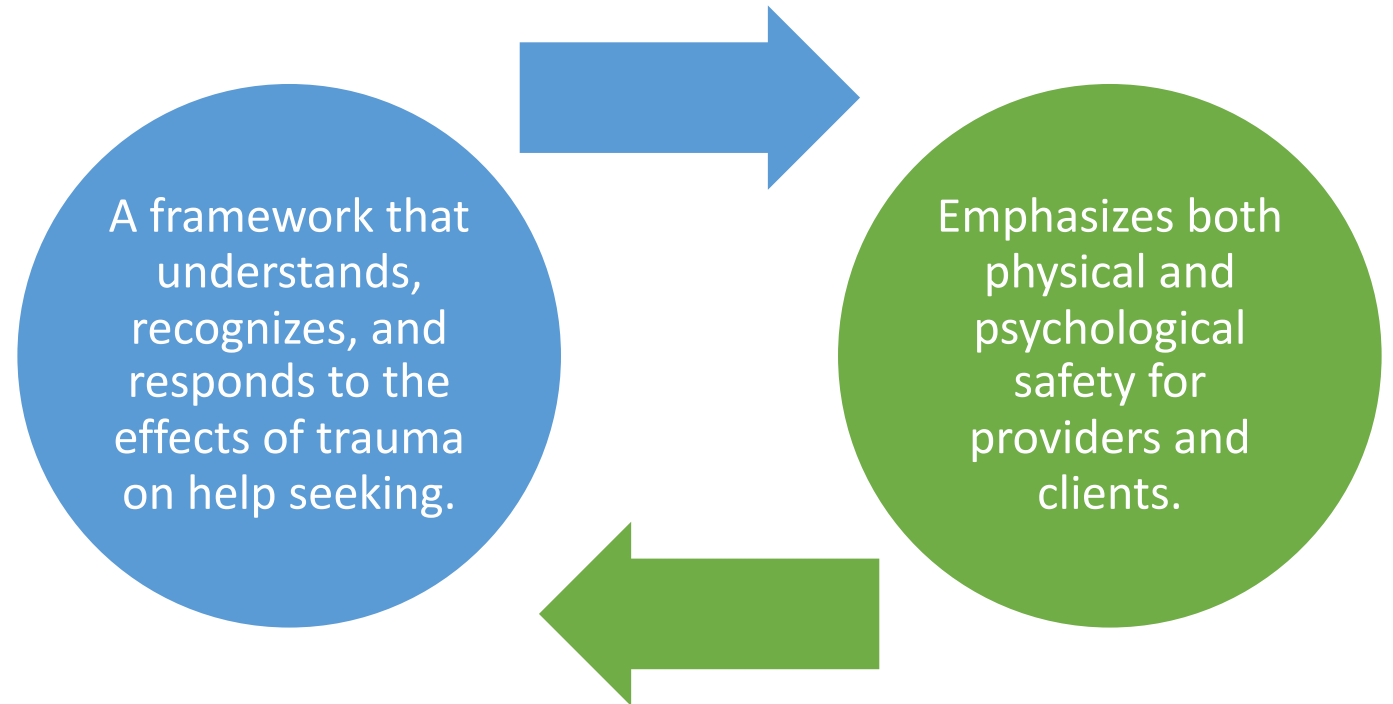 A framework that
understands,
recognizes, and
responds to the
effects of trauma
on help seeking.
Emphasizes both
physical and
psychological
safety for
providers and
clients.